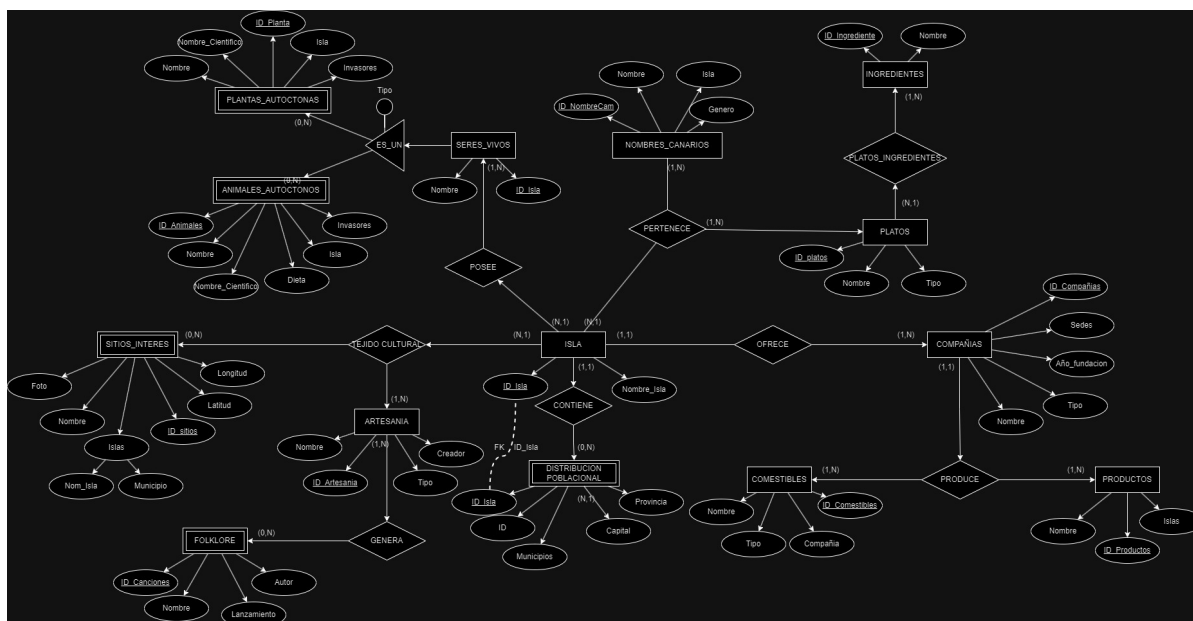 ID_Planta
Nombre_Cientifico
Isla
Nombre
Invasores
PLANTAS_AUTOCTONAS
Tipo
(0,N)
ES_UN
SERES_VIVOS
(1,N)
(0,N)
ANIMALES_AUTOCTONOS
Nombre
ID_Isla
ID_Animales
Invasores
Nombre
Isla
Nombre_Cientifico
Dieta
POSEE
Nombre
Isla
ID_NombreCam
Genero
NOMBRES_CANARIOS
(1,N)
PERTENECE
(1,N)
ID_Ingrediente
Nombre
INGREDIENTES
(1,N)
PLATOS_INGREDIENTES
(N,1)
PLATOS
ID_platos
Nombre
Tipo
ID_Compañias
Sedes
Año_fundacion
Tipo
Nombre
COMPAÑIAS
(1,N)
(1,1)
OFRECE
(1,1)
(N,1)
(N,1)
(N,1)
ISLA
(1,1)
ID_Isla
Nombre_Isla
TEJIDO CULTURAL
(0,N)
SITIOS_INTERES
Longitud
Foto
Latitud
Nombre
ID_sitios
Islas
Nom_Isla
Municipio
(1,N)
ARTESANIA
(1,N)
Nombre
Creador
ID_Artesania
Tipo
FK
ID_Isla
CONTIENE
(0,N)
DISTRIBUCION
POBLACIONAL
(N,1)
ID_Isla
Provincia
ID
Capital
Municipios
GENERA
(0,N)
FOLKLORE
ID_Canciones
Autor
Nombre
Lanzamiento
PRODUCE
(1,N)
COMESTIBLES
Nombre
ID_Comestibles
Tipo
Compañia
(1,N)
PRODUCTOS
Islas
Nombre
ID_Productos